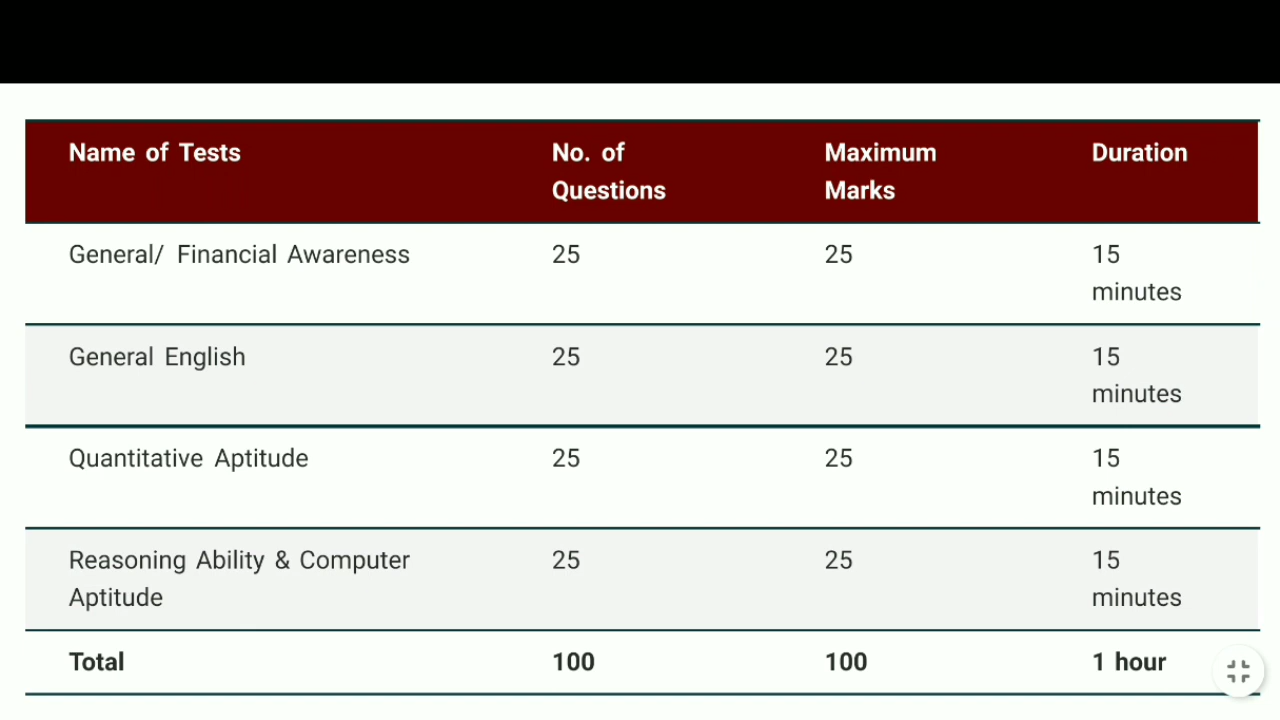 Name of Tests No. of Questions Maximum Marks Duration
General/ Financial Awareness 25 25 15 minutes
General English 25 25 15 minutes
Quantitative Aptitude 25 25 15 minutes
Reasoning Ability & Computer Aptitude 25 25 15 minutes
Total 100 100 1 hour